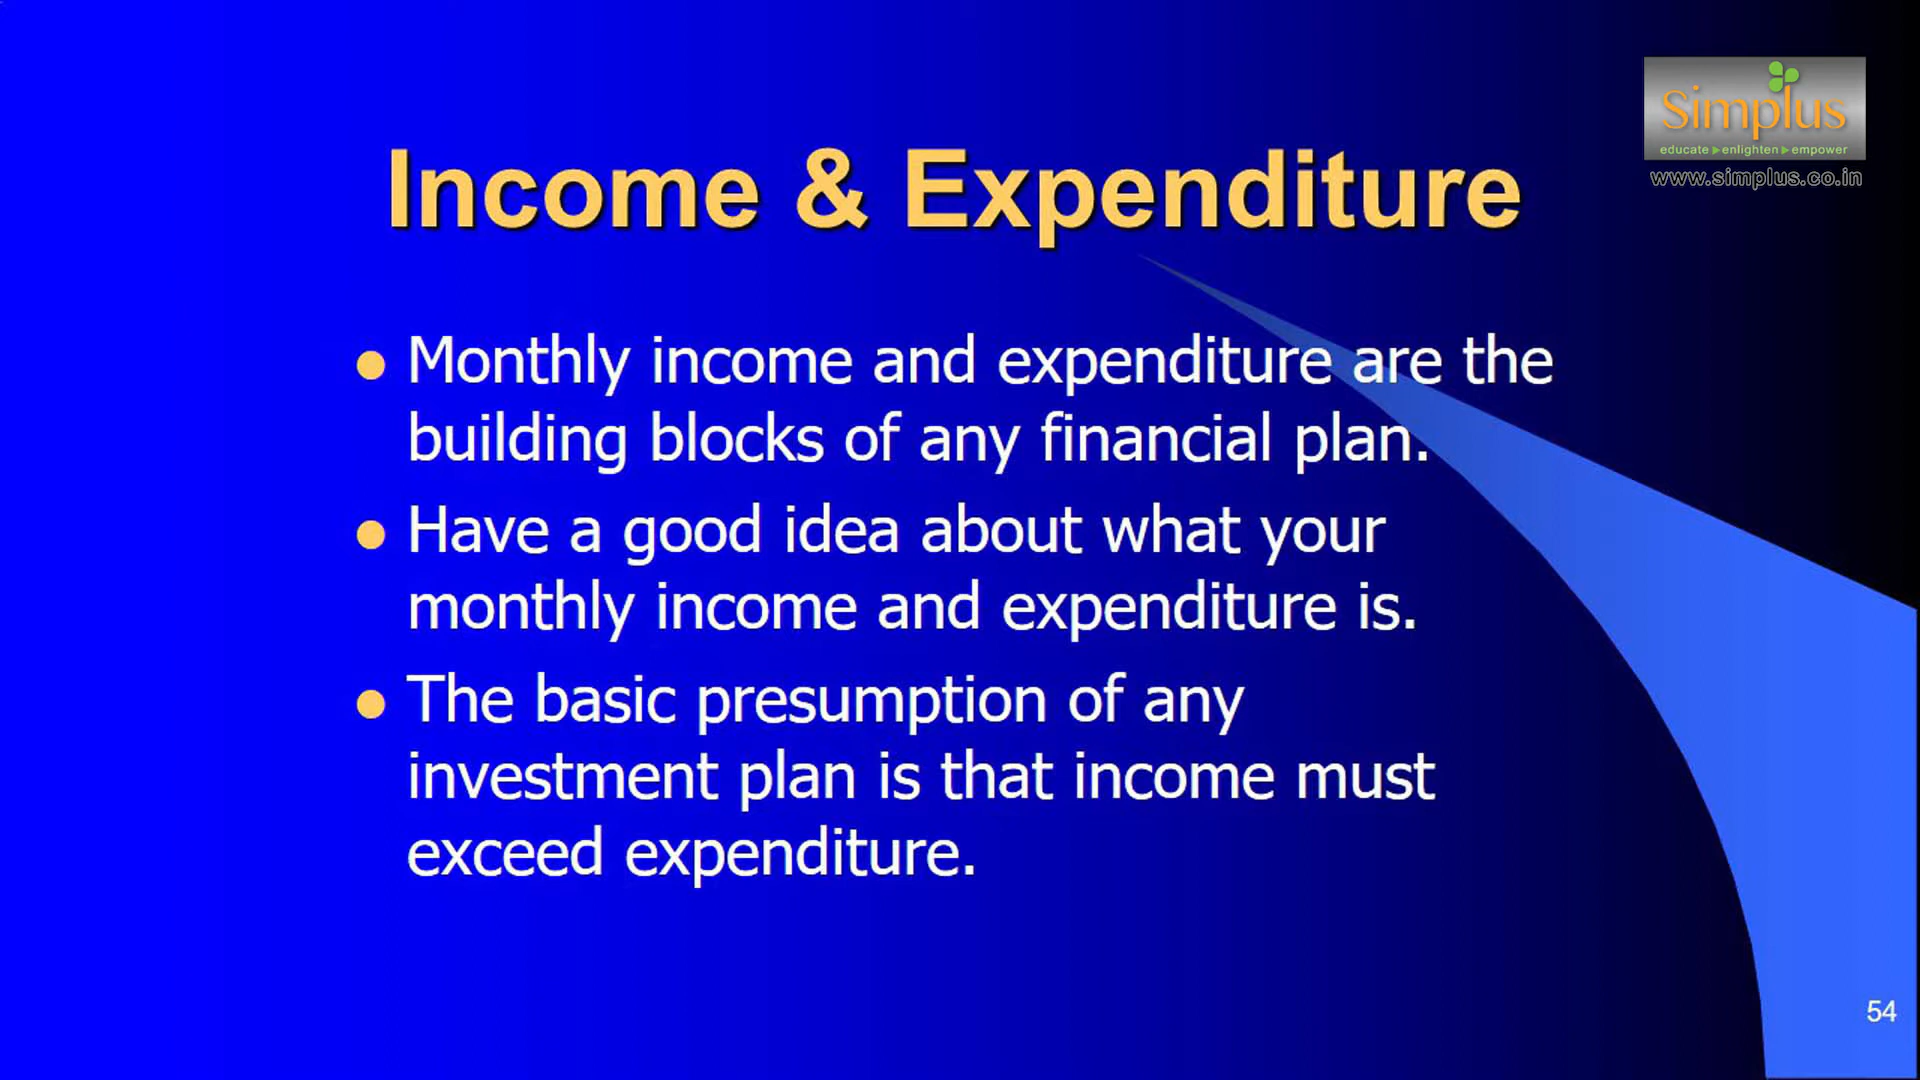 Simplus
educate enlighten empower
www.simplus.co.in
Income & Expenditure
Monthly income and expenditure are the
building blocks of any financial plan.
Have a good idea about what your
monthly income and expenditure is.
The basic presumption of any
investment plan is that income must
exceed expenditure.
54